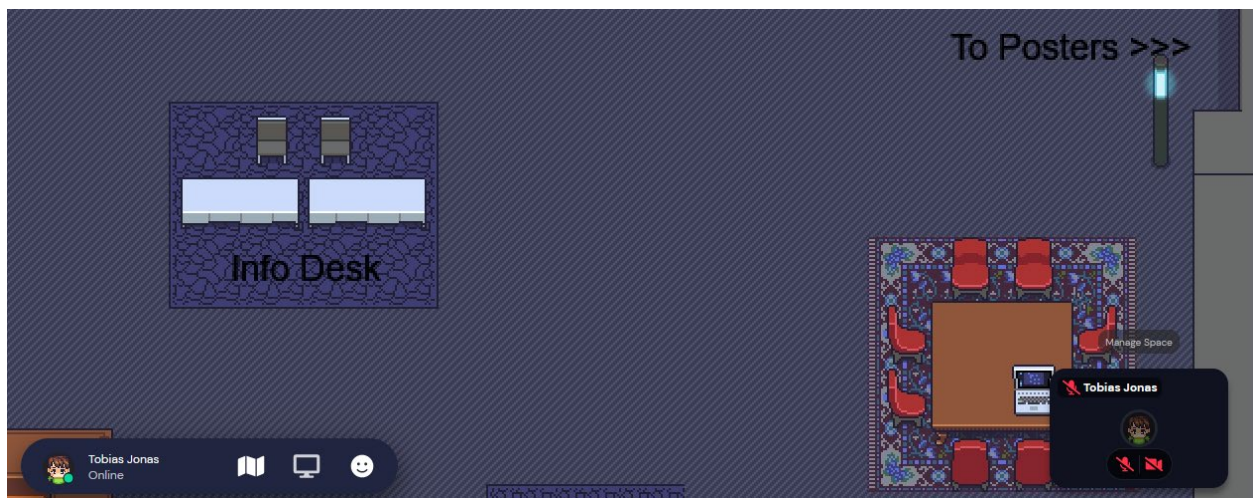 To Posters >>>
Info Desk
Manage Space
Tobias Jonas
Tobias Jonas
Online